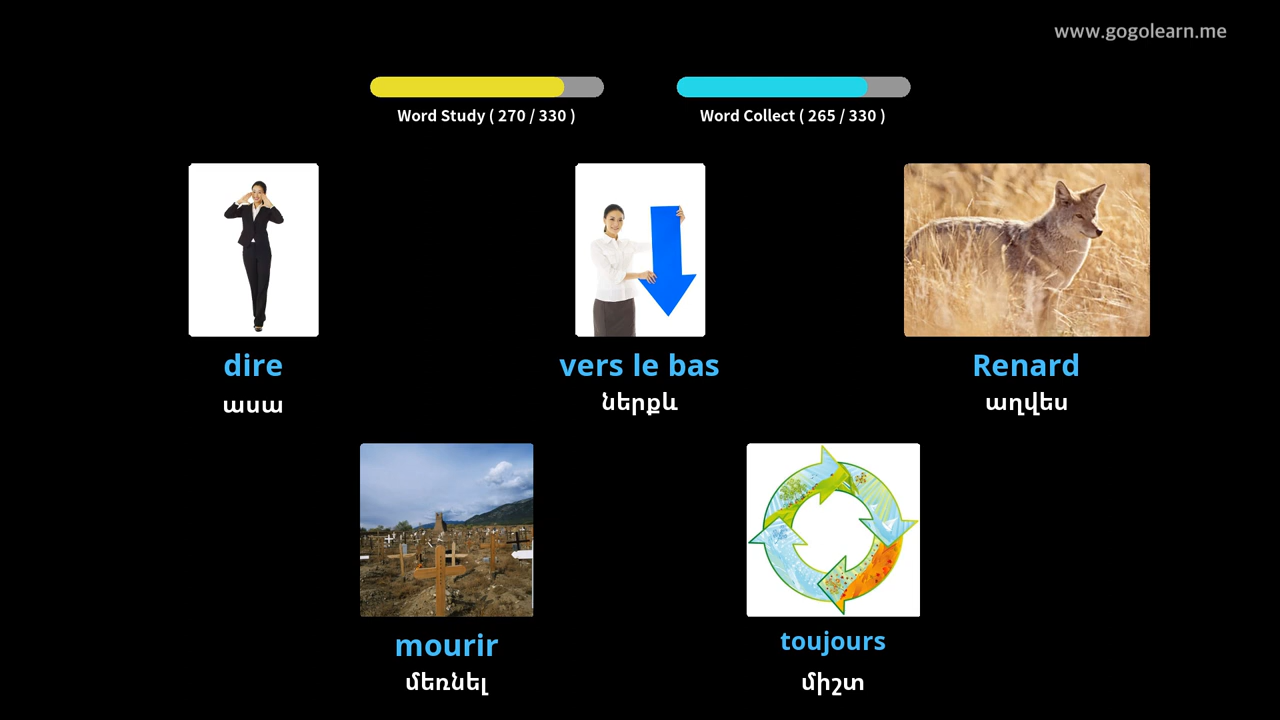 www.gogolearn.me
Word Study ( 270 / 330 )
Word Collect ( 265 / 330 )
dire
ասա
vers le bas
ներքև
Renard
աղվես
mourir
մեռնել
toujours
միշտ